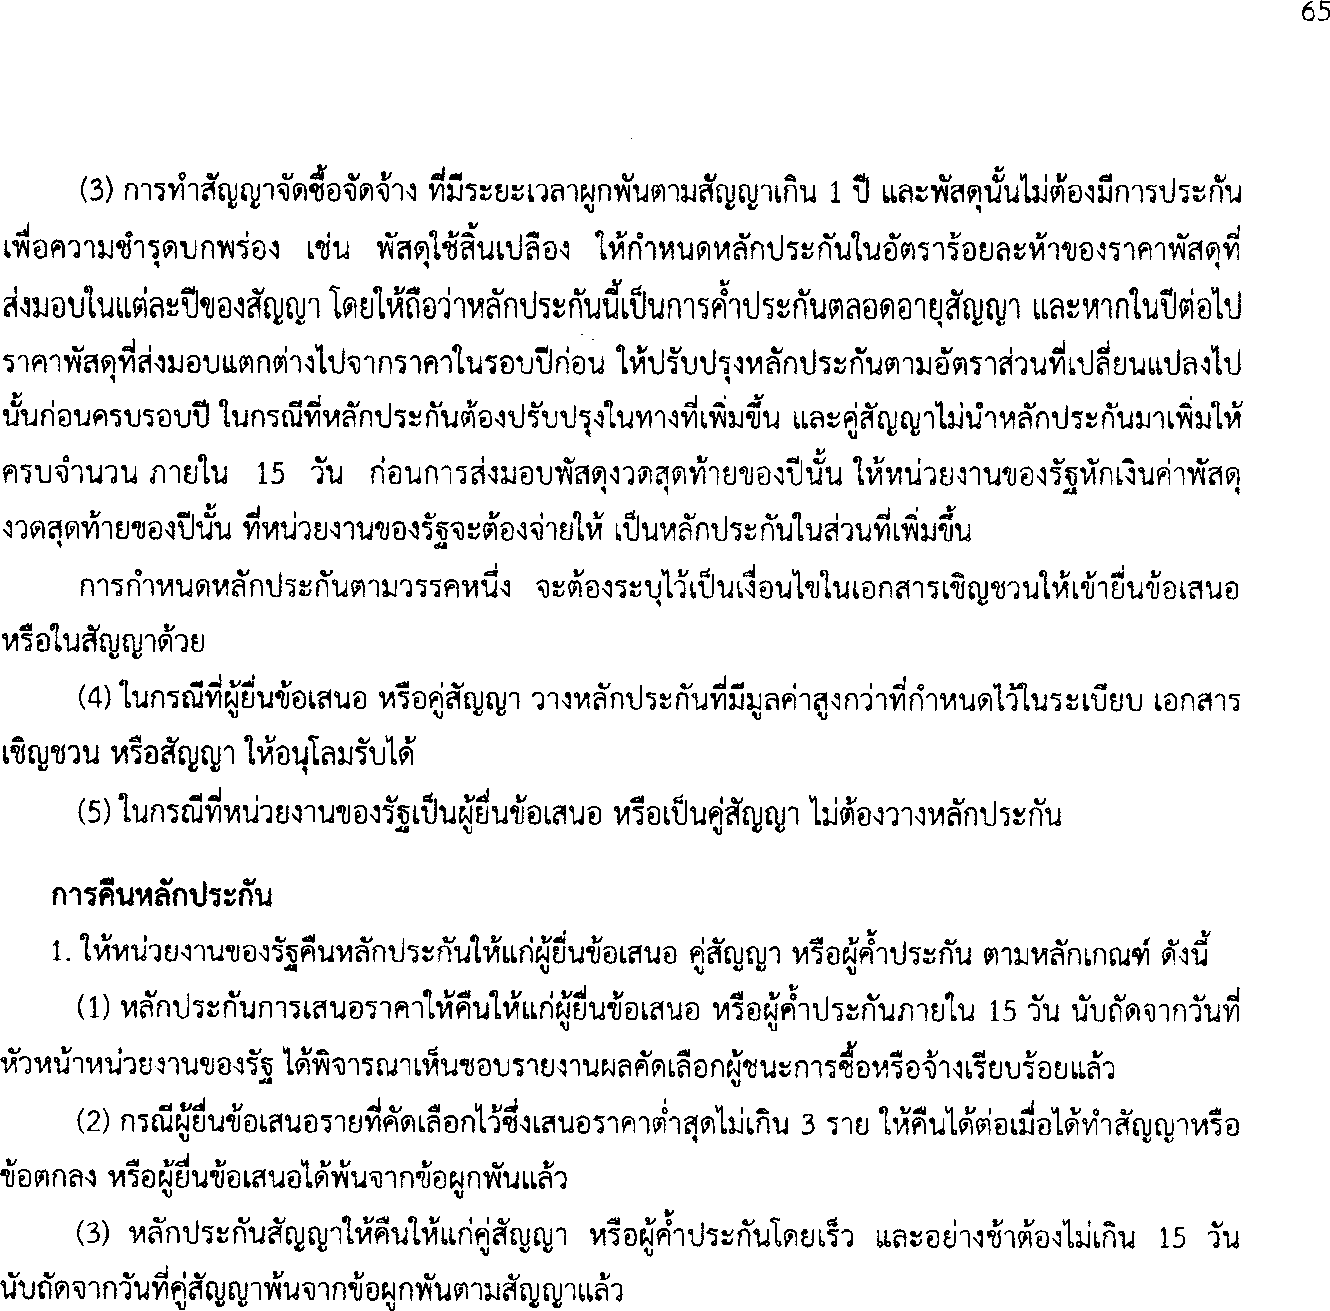 65
(3) การทำสัญญาจัดซื้อจัดจ้าง ที่มีระยะเวลาผูกพันตามสัญญาเกิน 1 ปี และพัสดุนั้นไม่ต้องมีการประกัน
เพื่อความชำรุดบกพร่อง เช่น พัสดุใช้สิ้นเปลือง ให้กำหนดหลักประกันในอัตราร้อยละห้าของราคาพัสดุที่
ส่งมอบในแต่ละปีของสัญญา โดยให้ถือว่าหลักประกันนี้เป็นการค้ำประกันตลอดอายุสัญญา และหากในปีต่อไป
ราคาพัสดุที่ส่งมอบแตกต่างไปจากราคาในรอบปีก่อน ให้ปรับปรุงหลักประกันตามอัตราส่วนที่เปลี่ยนแปลงไป
นั้นก่อนครบรอบปี ในกรณีที่หลักประกันต้องปรับปรุงในทางที่เพิ่มขึ้น และคู่สัญญาไม่นำหลักประกันมาเพิ่มให้
ครบจำนวน ภายใน 15 วัน ก่อนการส่งมอบพัสดุงวดสุดท้ายของปีนั้น ให้หน่วยงานของรัฐหักเงินค่าพัสดุ
งวดสุดท้ายของปีนั้น ที่หน่วยงานของรัฐจะต้องจ่ายให้ เป็นหลักประกันในส่วนที่เพิ่มขึ้น
การกำหนดหลักประกันตามวรรคหนึ่ง จะต้องระบุไว้เป็นเงื่อนไขในเอกสารเชิญชวนให้เข้ายื่นข้อเสนอ
หรือในสัญญาด้วย
(4) ในกรณีที่ผู้ยื่นข้อเสนอ หรือคู่สัญญา วางหลักประกันที่มีมูลค่าสูงกว่าที่กำหนดไว้ในระเบียบ เอกสาร
เชิญชวน หรือสัญญา ให้อนุโลมรับได้
(5) ในกรณีที่หน่วยงานของรัฐเป็นผู้ยื่นข้อเสนอ หรือเป็นคู่สัญญา ไม่ต้องวางหลักประกัน
การคืนหลักประกัน
1. ให้หน่วยงานของรัฐคืนหลักประกันให้แก่ผู้ยื่นข้อเสนอ คู่สัญญา หรือผู้ค้ำประกัน ตามหลักเกณฑ์ ดังนี้
(1) หลักประกันการเสนอราคาให้คืนให้แก่ผู้ยื่นข้อเสนอ หรือผู้ค้ำประกันภายใน 15 วัน นับถัดจากวันที่
หัวหน้าหน่วยงานของรัฐ ได้พิจารณาเห็นชอบรายงานผลคัดเลือกผู้ชนะการซื้อหรือจ้างเรียบร้อยแล้ว
(2) กรณีผู้ยื่นข้อเสนอรายที่คัดเลือกไว้ซึ่งเสนอราคาต่ำสุดไม่เกิน 3 ราย ให้คืนได้ต่อเมื่อได้ทำสัญญาหรือ
ข้อตกลง หรือผู้ยื่นข้อเสนอได้พ้นจากข้อผูกพันแล้ว
(3) หลักประกันสัญญาให้คืนให้แก่คู่สัญญา หรือผู้ค้ำประกันโดยเร็ว และอย่างช้าต้องไม่เกิน 15 วัน
นับถัดจากวันที่คู่สัญญาพ้นจากข้อผูกพันตามสัญญาแล้ว